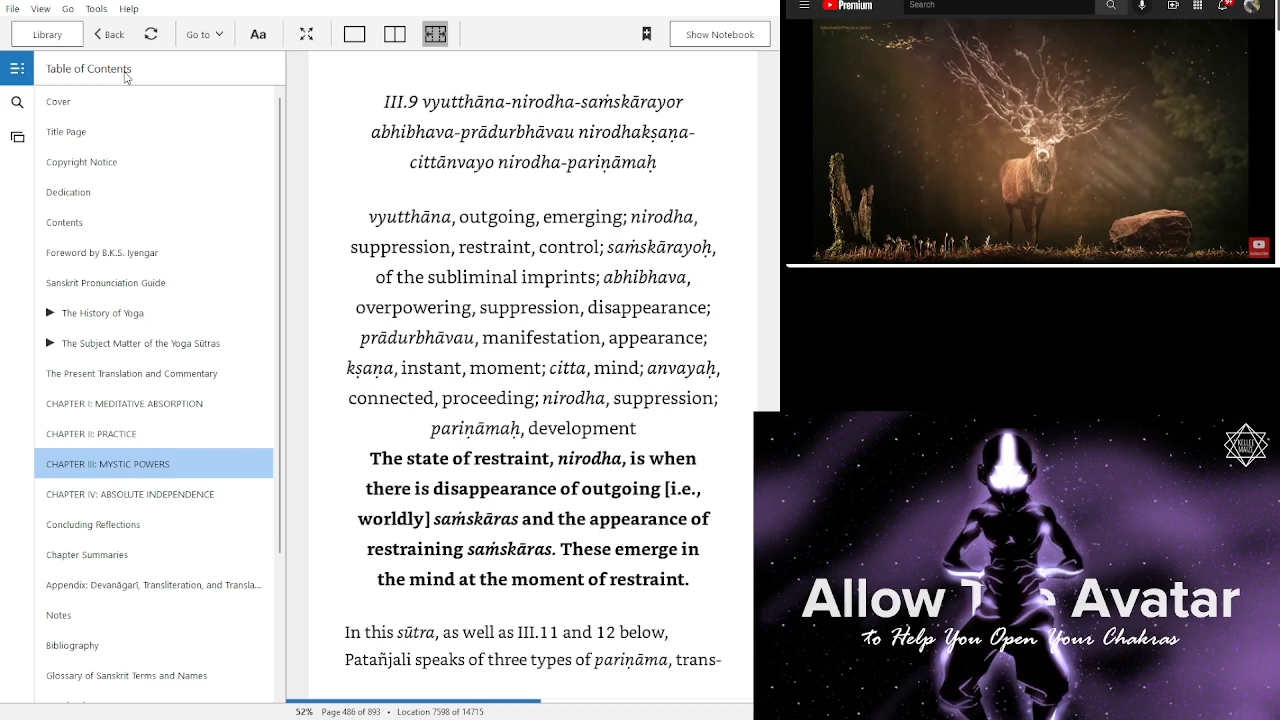 File View Go Tools Help
Library
Back
Go to
Aa
Show Notebook
Table of Contents
Cover
Title Page
Copyright Notice
Dedication
Contents
Foreword by B.K.S. Iyengar
Sanskrit Pronunciation Guide
The History of Yoga
The Subject Matter of the Yoga Sūtras
The Present Translation and Commentary
CHAPTER I: MEDITATIVE ABSORPTION
CHAPTER II: PRACTICE
CHAPTER III: MYSTIC POWERS
CHAPTER IV: ABSOLUTE INDEPENDENCE
Concluding Reflections
Chapter Summaries
Appendix: Devanāgarī, Transliteration, and Transla...
Notes
Bibliography
Glossary of Sanskrit Terms and Names
III.9 vyutthāna-nirodha-saṁskārayor
abhibhava-prādurbhāvau nirodhakṣaṇa-
cittānvayo nirodha-pariṇāmaḥ
vyutthāna, outgoing, emerging; nirodha,
suppression, restraint, control; saṁskārayoḥ,
of the subliminal imprints; abhibhava,
overpowering, suppression, disappearance;
prādurbhāvau, manifestation, appearance;
kṣaṇa, instant, moment; citta, mind; anvayaḥ,
connected, proceeding; nirodha, suppression;
pariṇāmaḥ, development
The state of restraint, nirodha, is when
there is disappearance of outgoing [i.e.,
worldly] saṁskāras and the appearance of
restraining saṁskāras. These emerge in
the mind at the moment of restraint.
In this sūtra, as well as III.11 and 12 below,
Patañjali speaks of three types of pariṇāma, trans-
52% Page 486 of 893 • Location 7598 of 14715
Premium
Search
9+
Subscribe
Allow T e Avatar
to Help You Open Your Chakras